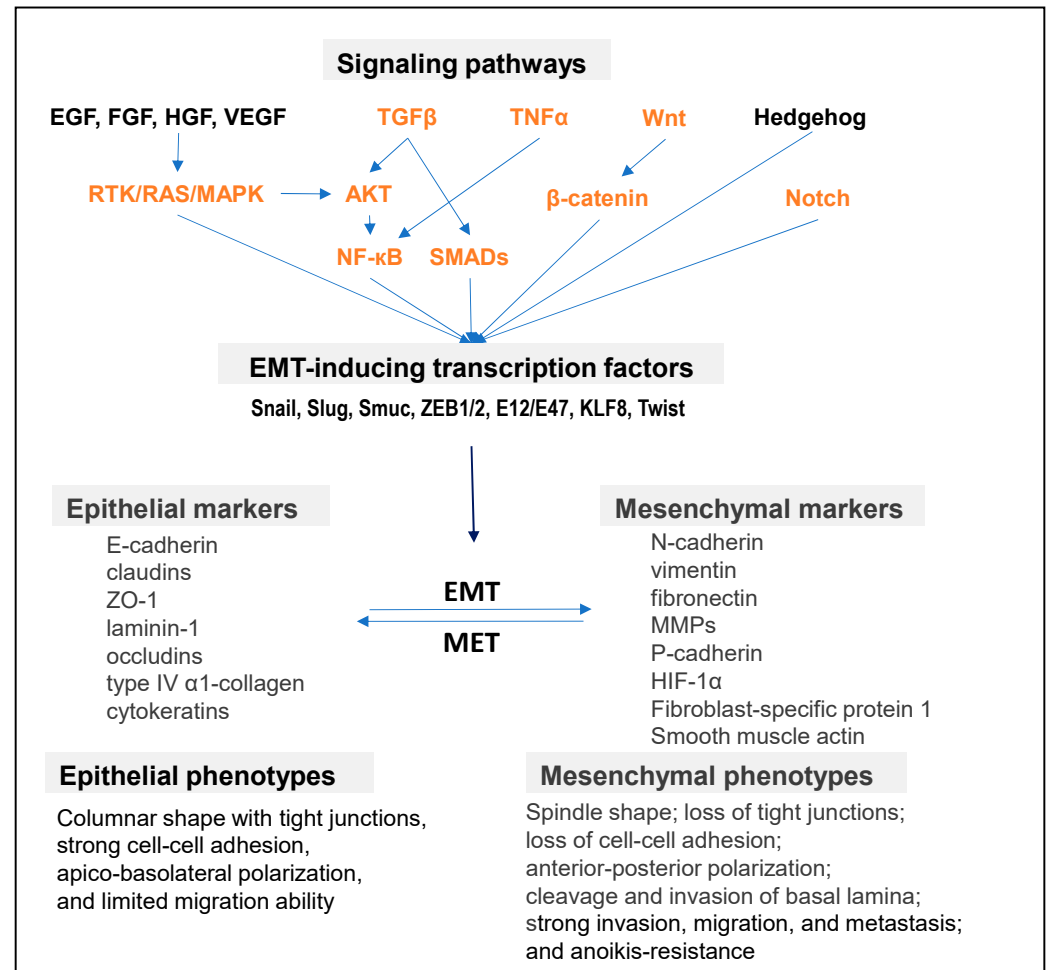 Signaling pathways
EGF, FGF, HGF, VEGF TGFβ TNFα Wnt Hedgehog
RTK/RAS/MAPK AKT β-catenin Notch
NF-κB SMADs
EMT-inducing transcription factors
Snail, Slug, Smuc, ZEB1/2, E12/E47, KLF8, Twist
Epithelial markers
E-cadherin
claudins
ZO-1
laminin-1
occludins
type IV α1-collagen
cytokeratins
EMT
MET
Mesenchymal markers
N-cadherin
vimentin
fibronectin
MMPs
P-cadherin
HIF-1α
Fibroblast-specific protein 1
Smooth muscle actin
Epithelial phenotypes
Columnar shape with tight junctions,
strong cell-cell adhesion,
apico-basolateral polarization,
and limited migration ability
Mesenchymal phenotypes
Spindle shape; loss of tight junctions;
loss of cell-cell adhesion;
anterior-posterior polarization;
cleavage and invasion of basal lamina;
strong invasion, migration, and metastasis;
and anoikis-resistance